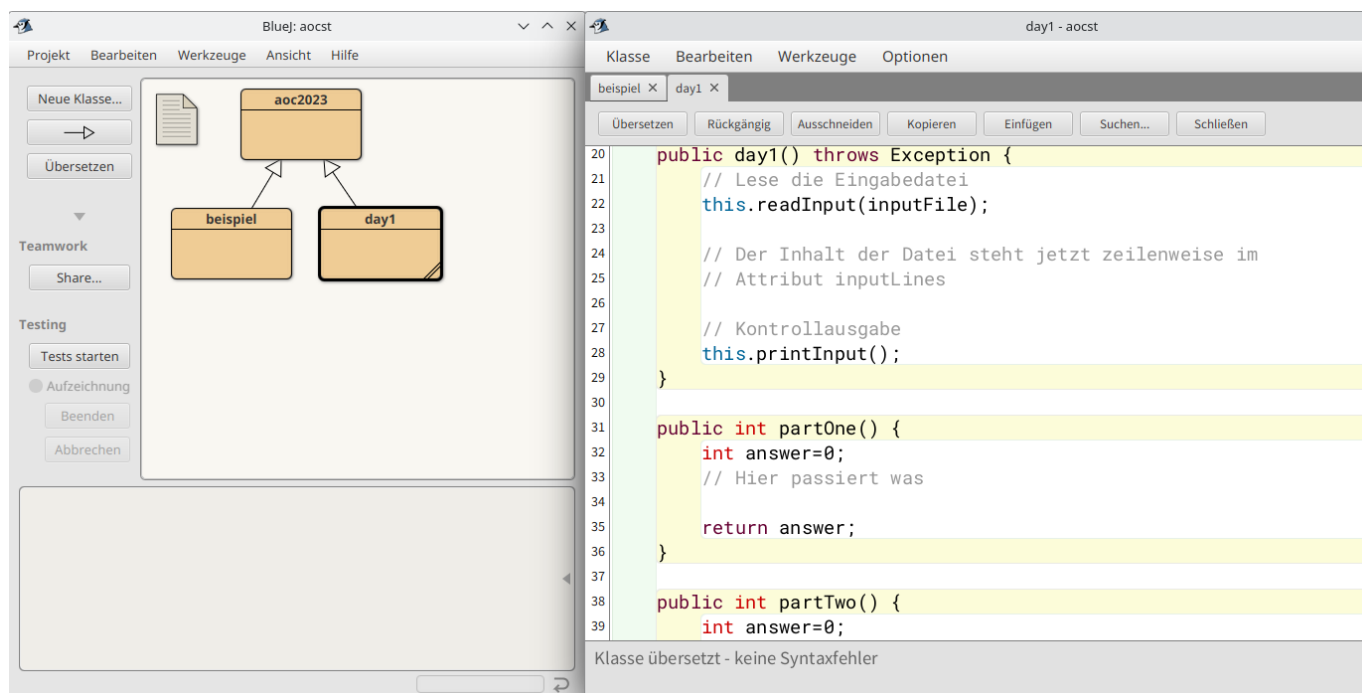 BlueJ: aocst
Projekt Bearbeiten Werkzeuge Ansicht Hilfe
Neue Klasse...
Übersetzen
Teamwork
Share...
Testing
Tests starten
Aufzeichnung
Beenden
Abbrechen
aoc2023
beispiel
day1
day1 - aocst
Klasse Bearbeiten Werkzeuge Optionen
beispiel × day1 ×
Übersetzen Rückgängig Ausschneiden Kopieren Einfügen Suchen... Schließen
20 public day1() throws Exception {
21 // Lese die Eingabedatei
22 this.readInput(inputFile);
23
24 // Der Inhalt der Datei steht jetzt zeilenweise im
25 // Attribut inputLines
26
27 // Kontrollausgabe
28 this.printInput();
29 }
30
31 public int partOne() {
32 int answer=0;
33 // Hier passiert was
34
35 return answer;
36 }
37
38 public int partTwo() {
39 int answer=0;
Klasse übersetzt - keine Syntaxfehler